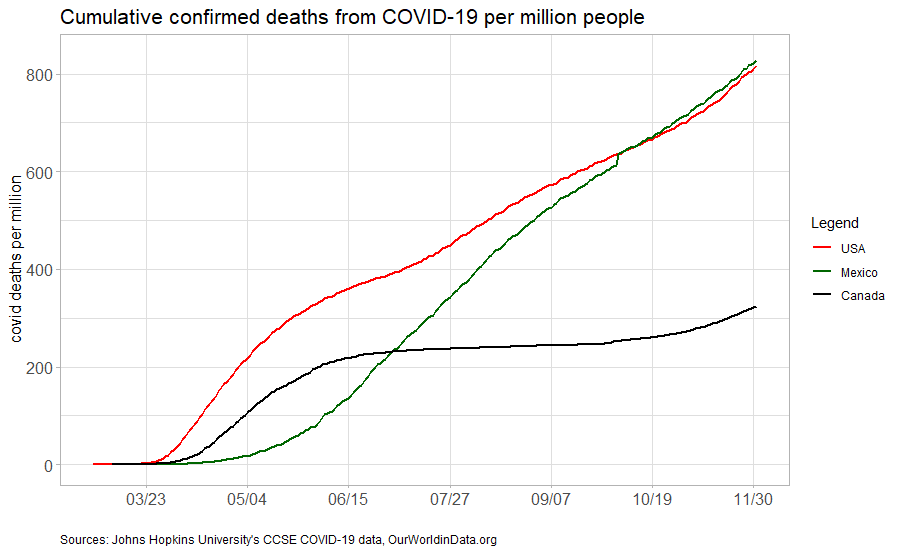 Cumulative confirmed deaths from COVID-19 per million people
covid deaths per million
800
600
400
200
0
03/23 05/04 06/15 07/27 09/07 10/19 11/30
Legend
USA
Mexico
Canada
Sources: Johns Hopkins University's CCSE COVID-19 data, OurWorldinData.org